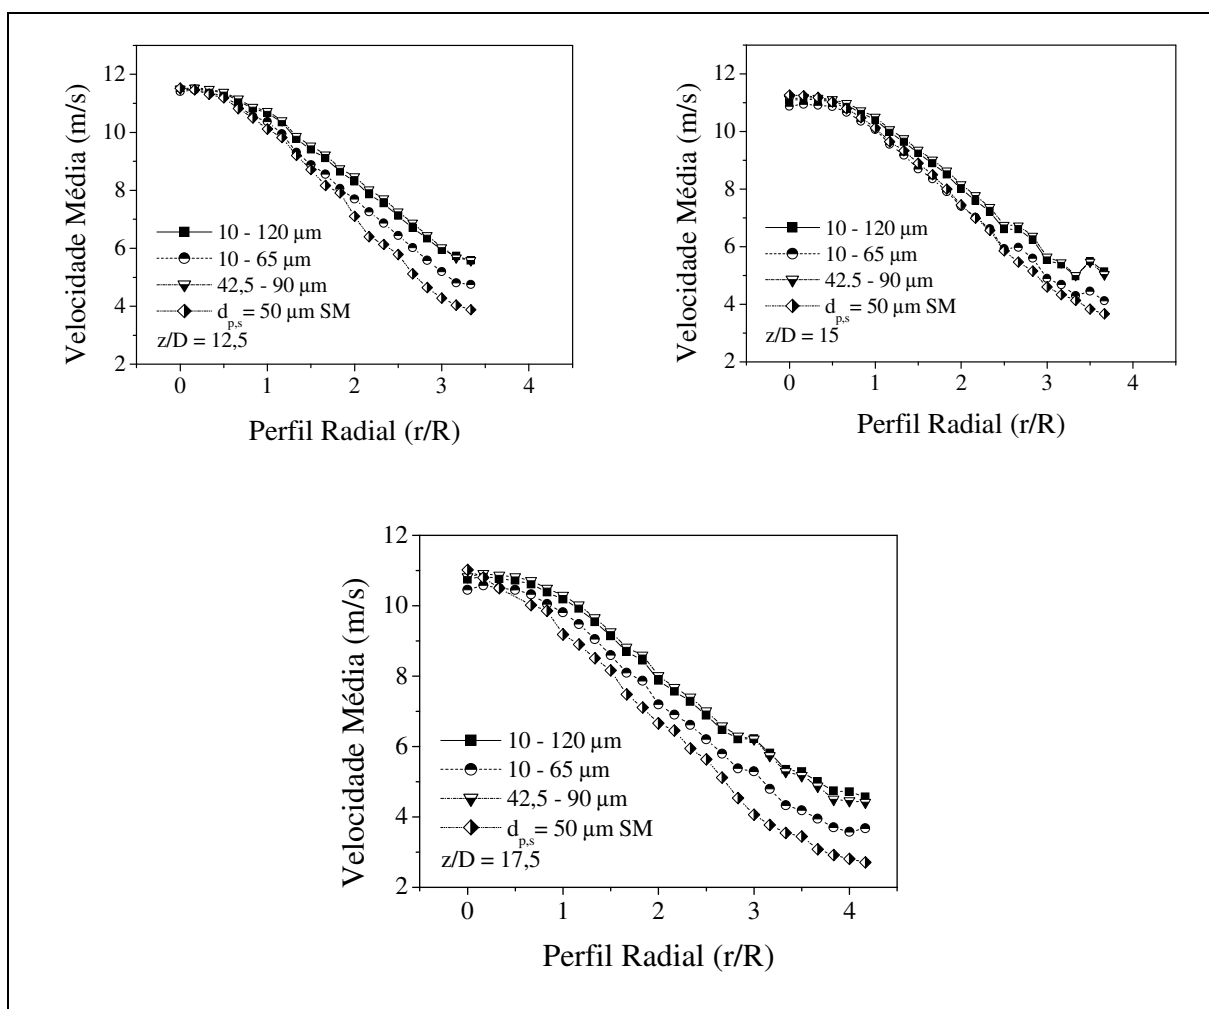 12
10
8
6
4
2
Velocidade Média (m/s)
10 - 120 µm
10 - 65 µm
42,5 - 90 µm
d p,s = 50 µm SM
z/D = 12,5
0 1 2 3 4
Perfil Radial (r/R)
12
10
8
6
4
2
Velocidade Média (m/s)
10 - 120 µm
10 - 65 µm
42.5 - 90 µm
d p,s = 50 µm SM
z/D = 15
0 1 2 3 4
Perfil Radial (r/R)
12
10
8
6
4
2
Velocidade Média (m/s)
10 - 120 µm
10 - 65 µm
42,5 - 90 µm
d p,s = 50 µm SM
z/D = 17,5
0 1 2 3 4
Perfil Radial (r/R)